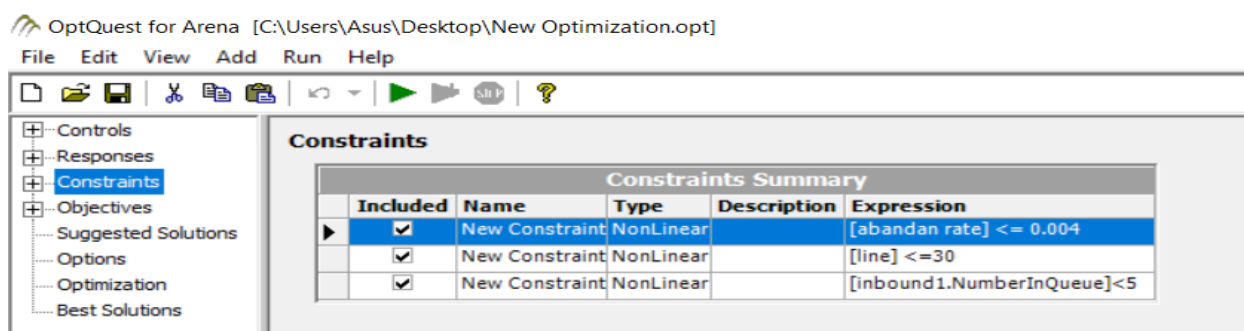 OptQuest for Arena [C:\Users\Asus\Desktop\New Optimization.opt]
File Edit View Add Run Help
Controls
Responses
Constraints
Objectives
Suggested Solutions
Options
Optimization
Best Solutions
Constraints
Constraints Summary
Included Name Type Description Expression
New Constraint NonLinear [abandan rate] <= 0.004
New Constraint NonLinear [line] <=30
New Constraint NonLinear [inbound1.NumberInQueue]<5